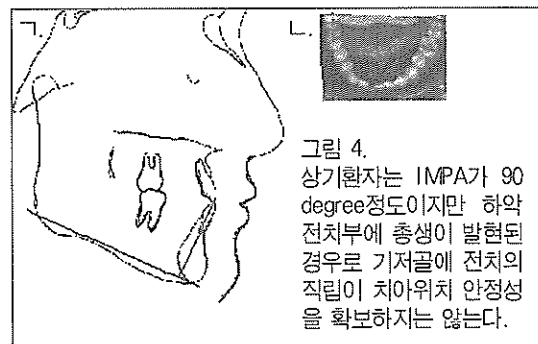 ㄱ.
ㄴ.
그림 4.
상기환자는 IMPA가 90
degree정도이지만 하악
전치부에 총생이 발현된
경우로 기저골에 전치의
직립이 치아위치 안정성
을 확보하지는 않는다.